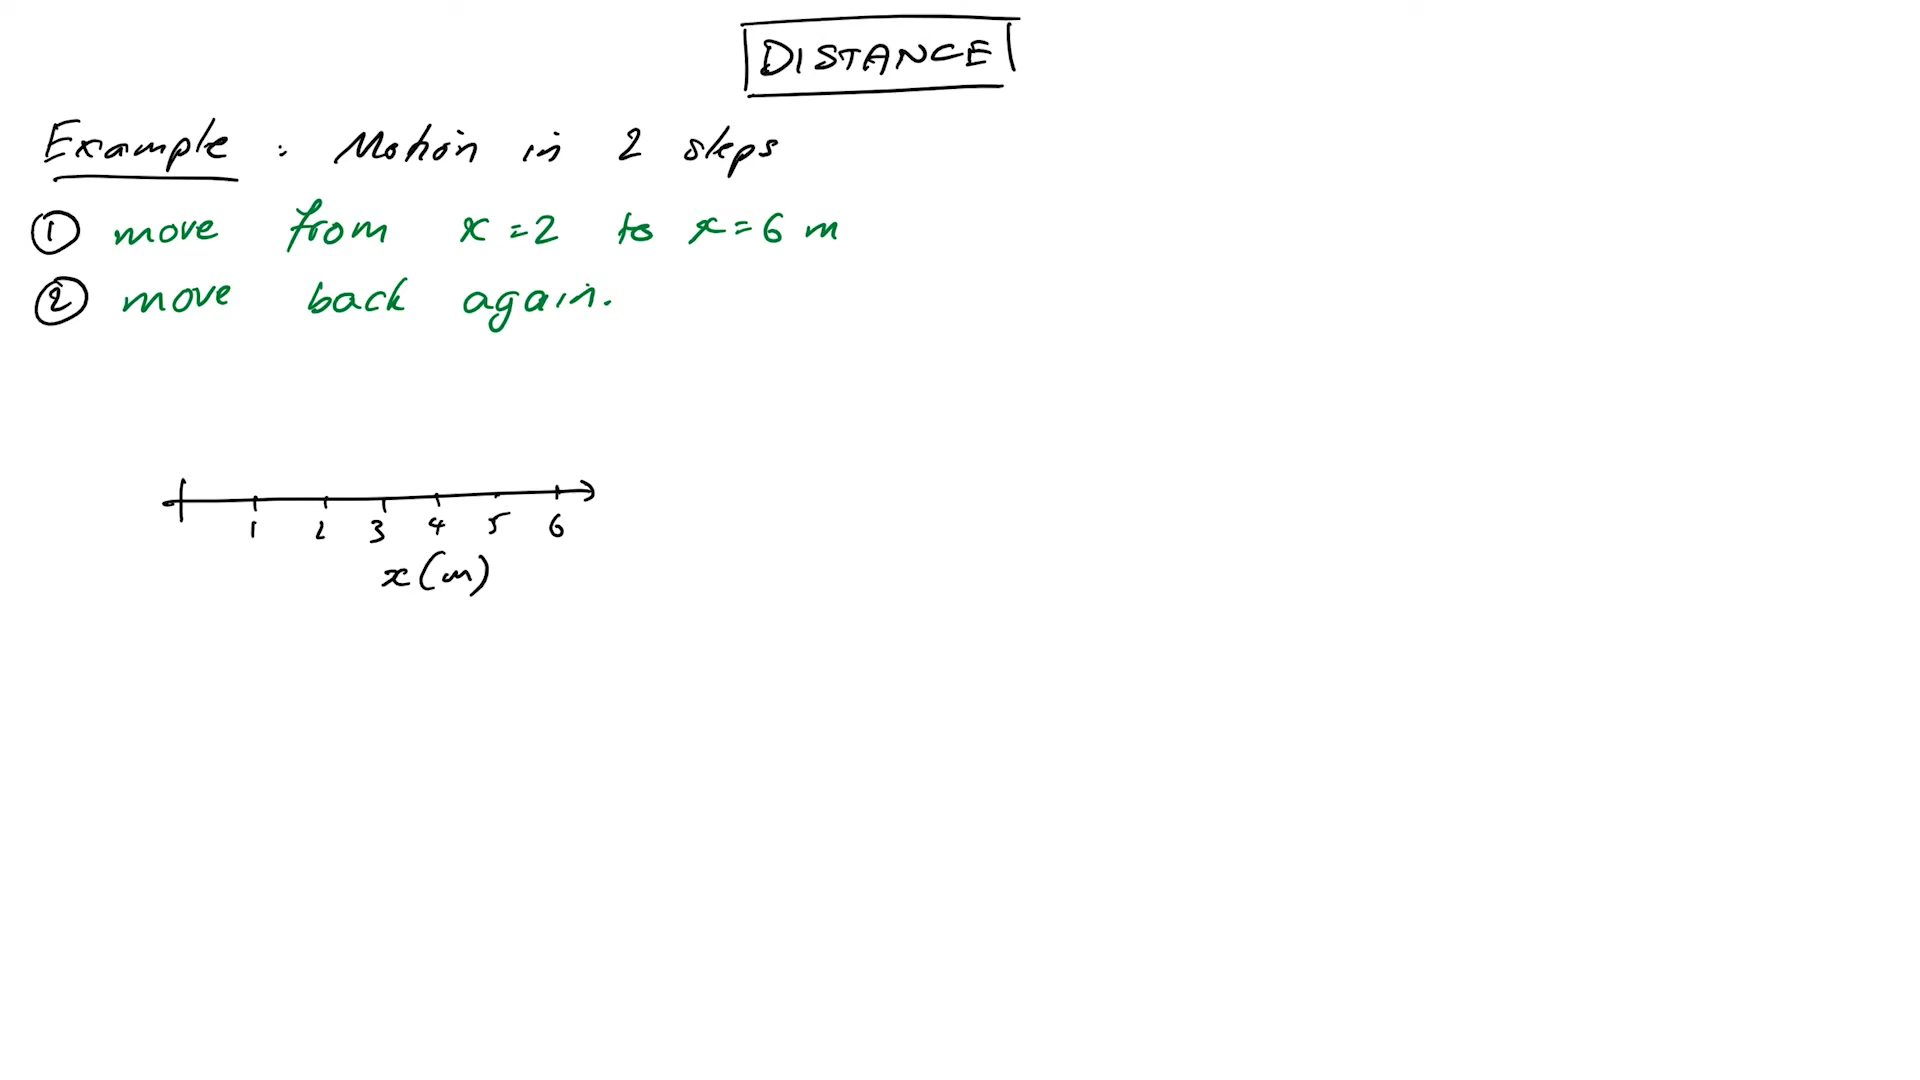 DISTANCE
Example : Motion in 2 steps
① move from x = 2 to x = 6 m
② move back again.
1 2 3 4 5 6
x (m)